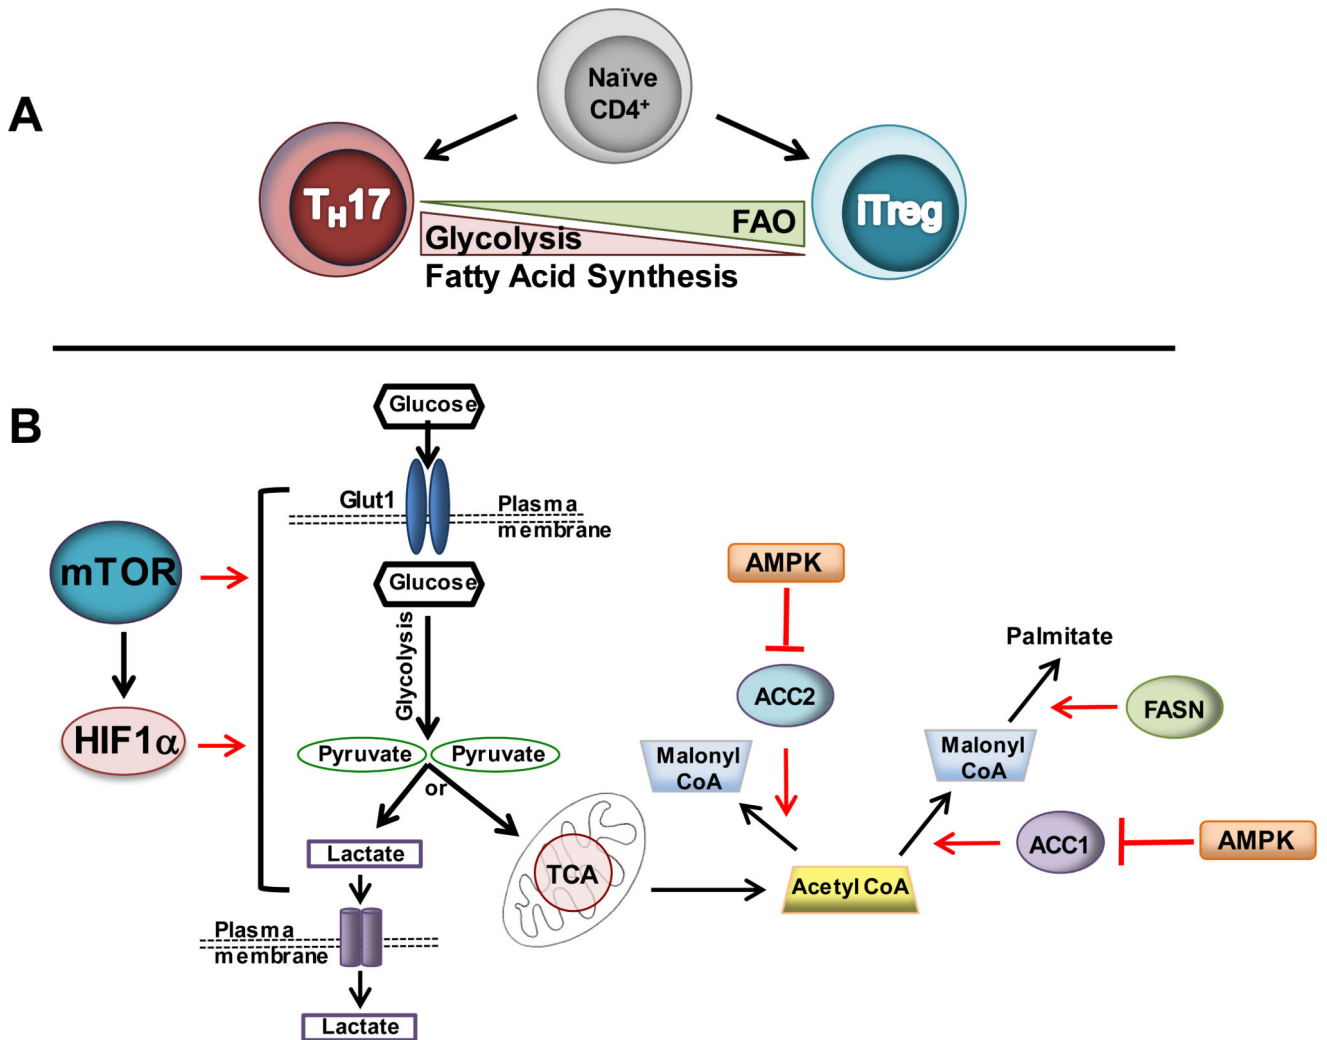 A
Naïve
CD4⁺
T_H17
iTreg
FAO
Glycolysis
Fatty Acid Synthesis
B
Glucose
Glut1
Plasma
membrane
mTOR
Glucose
AMPK
Glycolysis
Palmitate
ACC2
FASN
HIF1α
Pyruvate
Pyruvate
or
Malonyl
CoA
Malonyl
CoA
Lactate
TCA
Acetyl CoA
ACC1
AMPK
Plasma
membrane
Lactate